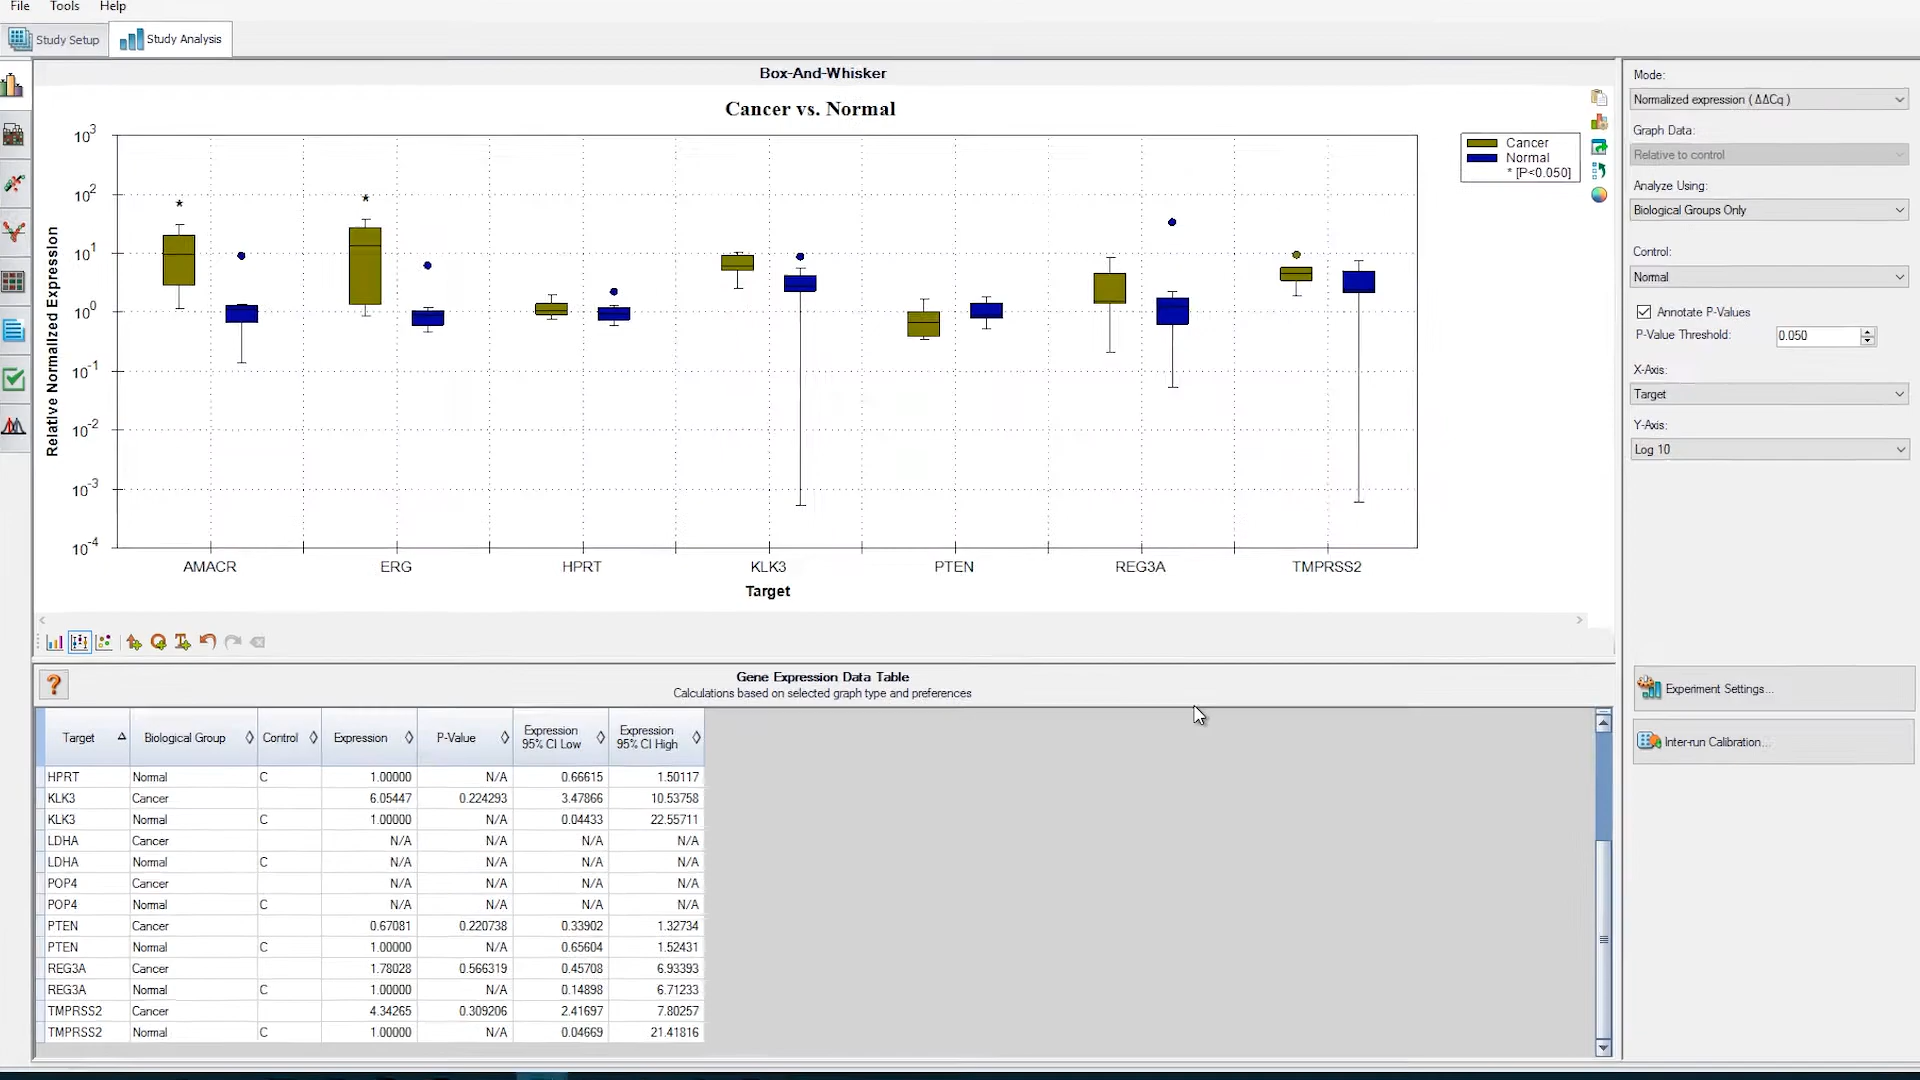 File Tools Help
Study Setup Study Analysis
Box-And-Whisker
Cancer vs. Normal
Cancer
Normal
* [P<0.050]
10^3
10^2
10^1
10^0
10^-1
10^-2
10^-3
10^-4
Relative Normalized Expression
* *
AMACR ERG HPRT KLK3 PTEN REG3A TMPRSS2
Target
Mode:
Normalized expression ( ΔΔCq )
Graph Data:
Relative to control
Analyze Using:
Biological Groups Only
Control:
Normal
Annotate P-Values
P-Value Threshold: 0.050
X-Axis:
Target
Y-Axis:
Log 10
Experiment Settings...
Inter-run Calibration...
?
Gene Expression Data Table
Calculations based on selected graph type and preferences
Target Biological Group Control Expression P-Value Expression 95% CI Low Expression 95% CI High
HPRT Normal C 1.00000 N/A 0.66615 1.50117
KLK3 Cancer 6.05447 0.224293 3.47866 10.53758
KLK3 Normal C 1.00000 N/A 0.04433 22.55711
LDHA Cancer N/A N/A N/A N/A
LDHA Normal C N/A N/A N/A N/A
POP4 Cancer N/A N/A N/A N/A
POP4 Normal C N/A N/A N/A N/A
PTEN Cancer 0.67081 0.220738 0.33902 1.32734
PTEN Normal C 1.00000 N/A 0.65604 1.52431
REG3A Cancer 1.78028 0.566319 0.45708 6.93393
REG3A Normal C 1.00000 N/A 0.14898 6.71233
TMPRSS2 Cancer 4.34265 0.309206 2.41697 7.80257
TMPRSS2 Normal C 1.00000 N/A 0.04669 21.41816